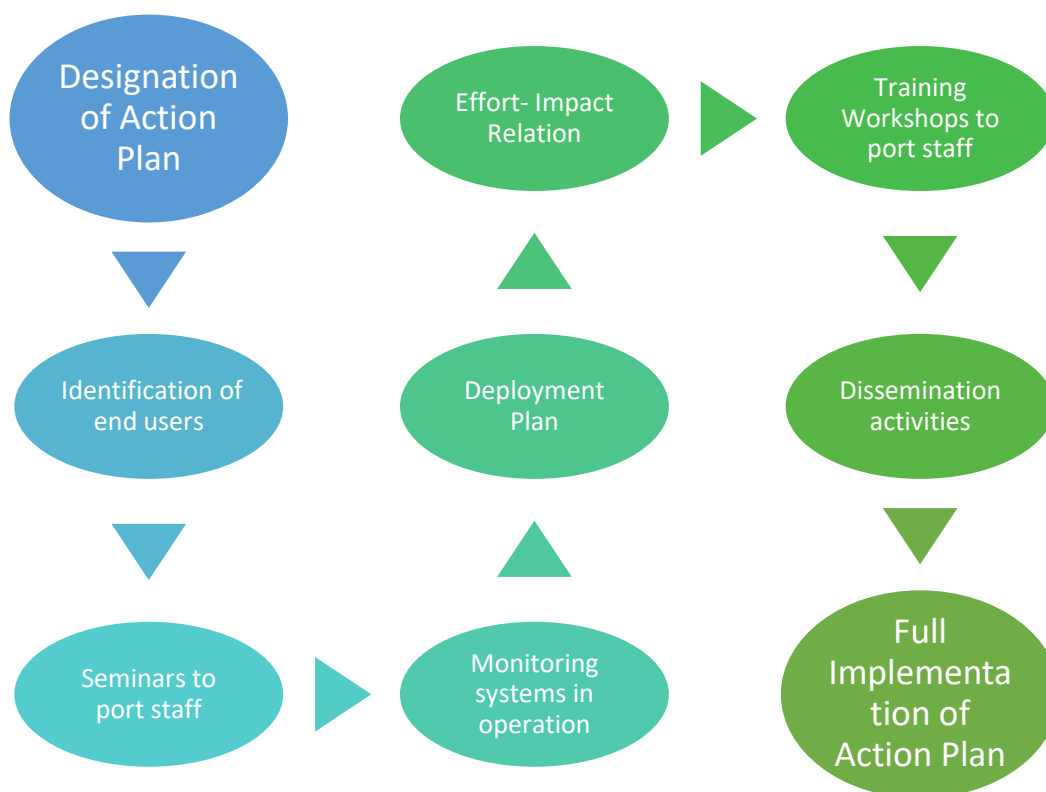 Designation
of Action
Plan
Identification of
end users
Seminars to
port staff
Monitoring
systems in
operation
Deployment
Plan
Effort- Impact
Relation
Training
Workshops to
port staff
Dissemination
activities
Full
Implementa
tion of
Action Plan